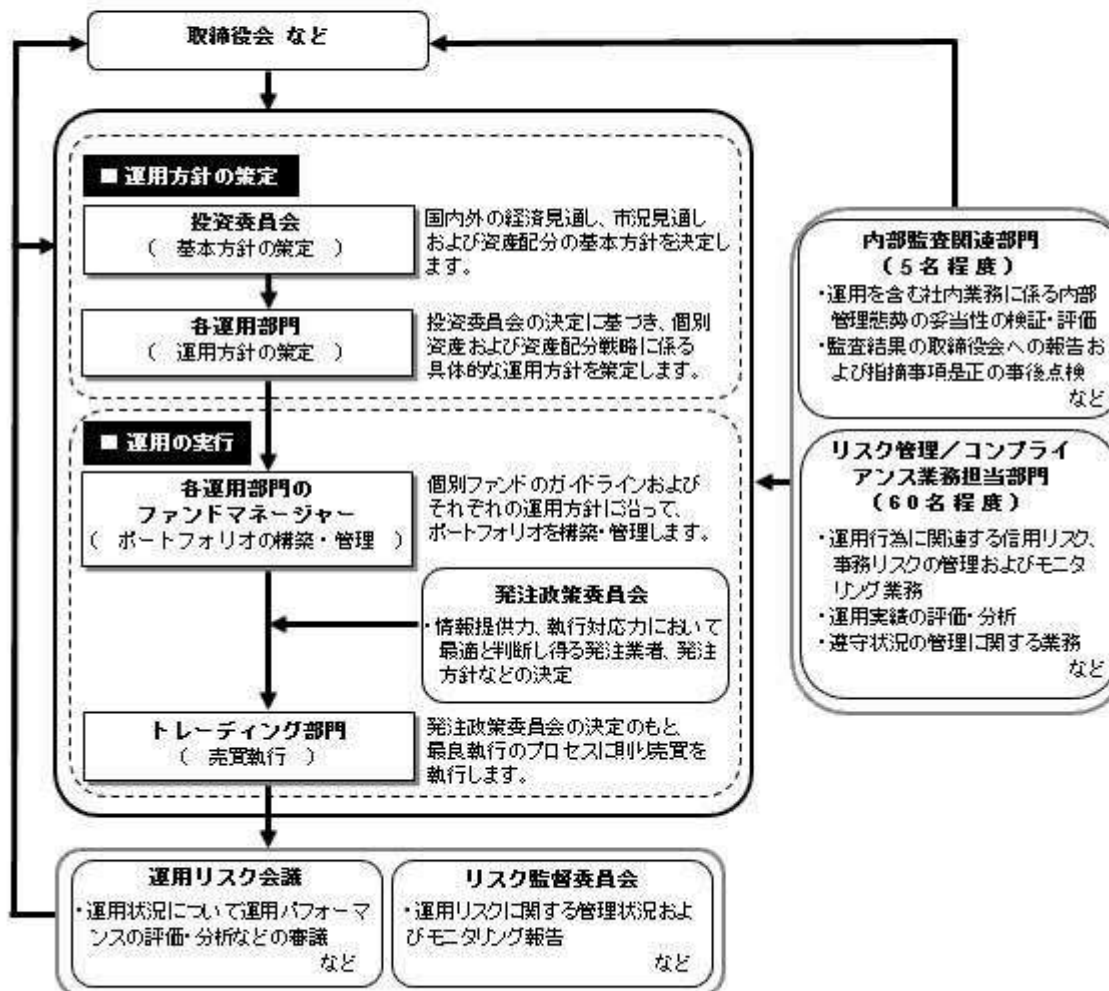 取締役会 など
■ 運用方針の策定
投資委員会
( 基本方針の策定 )
国内外の経済見通し、市況見通し
および資産配分の基本方針を決定し
ます。
各運用部門
( 運用方針の策定 )
投資委員会の決定に基づき、個別
資産および資産配分戦略に係る
具体的な運用方針を策定します。
■ 運用の実行
各運用部門の
ファンドマネージャー
( ポートフォリオの構築・管理 )
個別ファンドのガイドラインおよび
それぞれの運用方針に沿って、
ポートフォリオを構築・管理します。
発注政策委員会
・情報提供力、執行対応力において
最適と判断し得る発注業者、発注
方針などの決定
トレーディング部門
( 売買執行 )
発注政策委員会の決定のもと、
最良執行のプロセスに則り売買を
執行します。
内部監査関連部門
(5名程度)
・運用を含む社内業務に係る内部
管理態勢の妥当性の検証・評価
・監査結果の取締役会への報告お
よび指摘事項是正の事後点検
など
リスク管理/コンプライ
アンス業務担当部門
(60名程度)
・運用行為に関連する信用リスク、
事務リスクの管理およびモニタ
リング業務
・運用実績の評価・分析
・遵守状況の管理に関する業務
など
運用リスク会議
・運用状況について運用パフォーマ
ンスの評価・分析などの審議
など
リスク監督委員会
・運用リスクに関する管理状況およ
びモニタリング報告
など